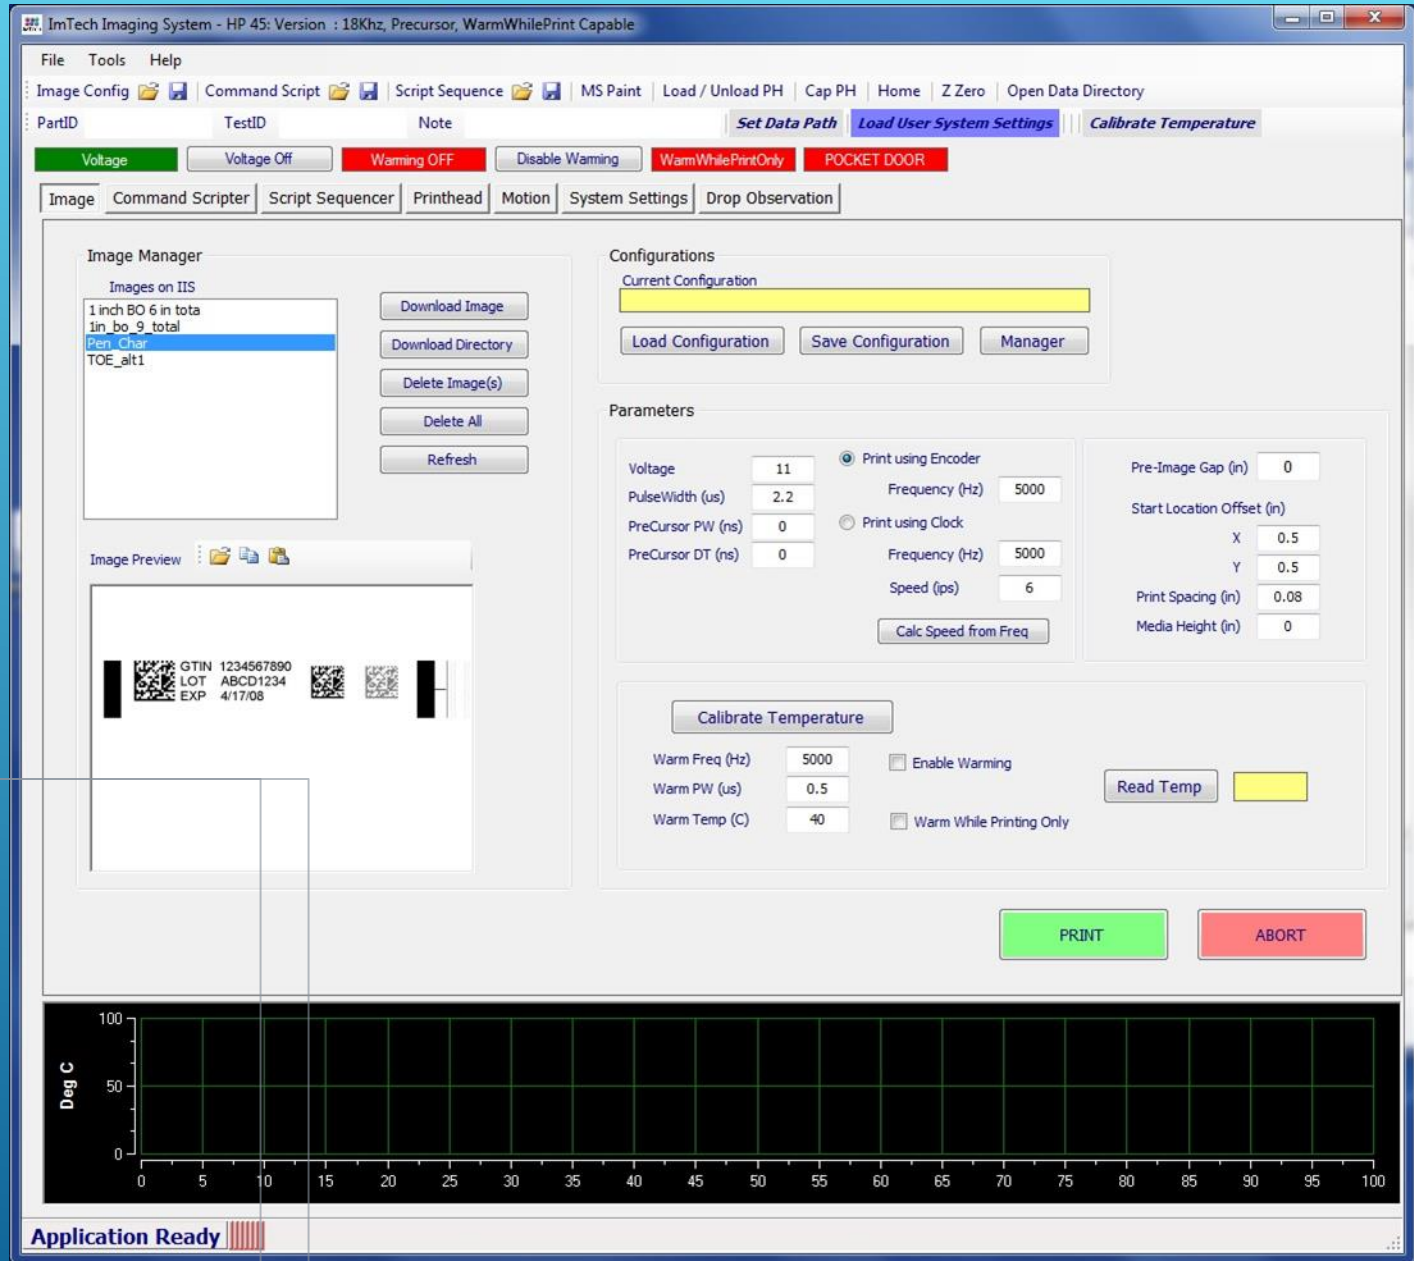 ImTech Imaging System - HP 45: Version : 18Khz, Precursor, WarmWhilePrint Capable
File Tools Help
Image Config Command Script Script Sequence MS Paint Load / Unload PH Cap PH Home Z Zero Open Data Directory
PartID TestID Note Set Data Path Load User System Settings Calibrate Temperature
Voltage Voltage Off Warming OFF Disable Warming WarmWhilePrintOnly POCKET DOOR
Image Command Scripter Script Sequencer Printhead Motion System Settings Drop Observation
Image Manager
Images on IIS
1 inch BO 6 in tota
1in_bo_9_total
Pen_Char
TOE_alt1
Download Image
Download Directory
Delete Image(s)
Delete All
Refresh
Image Preview
GTIN 1234567890
LOT ABCD1234
EXP 4/17/08
Configurations
Current Configuration
Load Configuration Save Configuration Manager
Parameters
Voltage 11
PulseWidth (us) 2.2
PreCursor PW (ns) 0
PreCursor DT (ns) 0
Print using Encoder
Frequency (Hz) 5000
Print using Clock
Frequency (Hz) 5000
Speed (ips) 6
Calc Speed from Freq
Pre-Image Gap (in) 0
Start Location Offset (in)
X 0.5
Y 0.5
Print Spacing (in) 0.08
Media Height (in) 0
Calibrate Temperature
Warm Freq (Hz) 5000
Warm PW (us) 0.5
Warm Temp (C) 40
Enable Warming
Warm While Printing Only
Read Temp
PRINT ABORT
Deg C
100
50
0
0 5 10 15 20 25 30 35 40 45 50 55 60 65 70 75 80 85 90 95 100
Application Ready